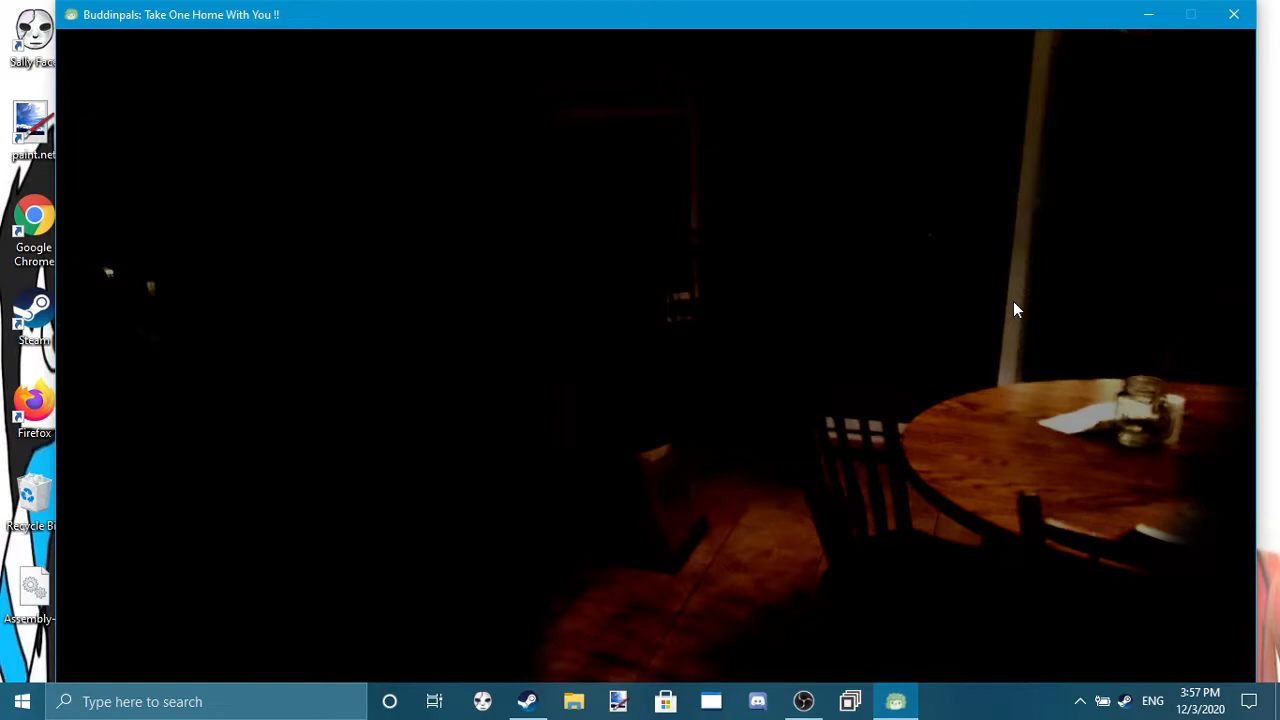 Buddinpals: Take One Home With You !!
Sally Face
paint.net
Google
Chrome
Steam
Firefox
Recycle Bi
Assembly-
Type here to search
ENG
3:57 PM
12/3/2020